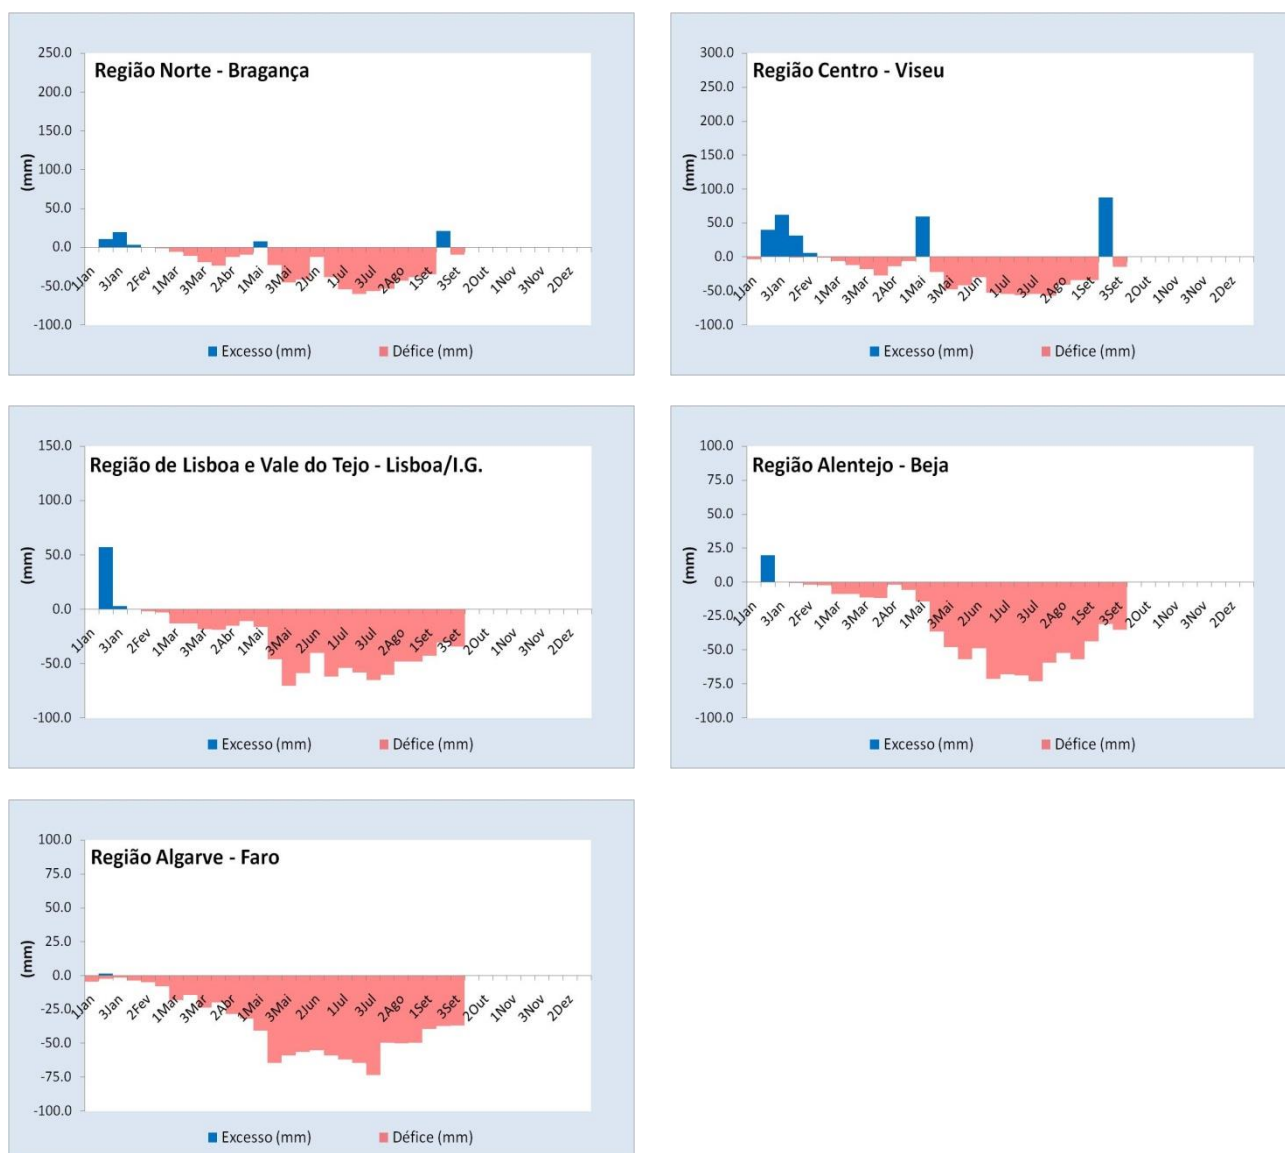 Região Norte - Bragança
250.0
200.0
150.0
100.0
50.0
0.0
-50.0
-100.0
(mm)
1Jan 3Jan 2Fev 1Mar 3Mar 2Abr 1Mai 3Mai 2Jun 1Jul 3Jul 2Ago 1Set 3Set 2Out 1Nov 3Nov 2Dez
Excesso (mm) Défice (mm)
Região Centro - Viseu
300.0
250.0
200.0
150.0
100.0
50.0
0.0
-50.0
-100.0
(mm)
1Jan 3Jan 2Fev 1Mar 3Mar 2Abr 1Mai 3Mai 2Jun 1Jul 3Jul 2Ago 1Set 3Set 2Out 1Nov 3Nov 2Dez
Excesso (mm) Défice (mm)
Região de Lisboa e Vale do Tejo - Lisboa/I.G.
150.0
100.0
50.0
0.0
-50.0
-100.0
(mm)
1Jan 3Jan 2Fev 1Mar 3Mar 2Abr 1Mai 3Mai 2Jun 1Jul 3Jul 2Ago 1Set 3Set 2Out 1Nov 3Nov 2Dez
Excesso (mm) Défice (mm)
Região Alentejo - Beja
100.0
75.0
50.0
25.0
0.0
-25.0
-50.0
-75.0
-100.0
(mm)
1Jan 3Jan 2Fev 1Mar 3Mar 2Abr 1Mai 3Mai 2Jun 1Jul 3Jul 2Ago 1Set 3Set 2Out 1Nov 3Nov 2Dez
Excesso (mm) Défice (mm)
Região Algarve - Faro
100.0
75.0
50.0
25.0
0.0
-25.0
-50.0
-75.0
-100.0
(mm)
1Jan 3Jan 2Fev 1Mar 3Mar 2Abr 1Mai 3Mai 2Jun 1Jul 3Jul 2Ago 1Set 3Set 2Out 1Nov 3Nov 2Dez
Excesso (mm) Défice (mm)